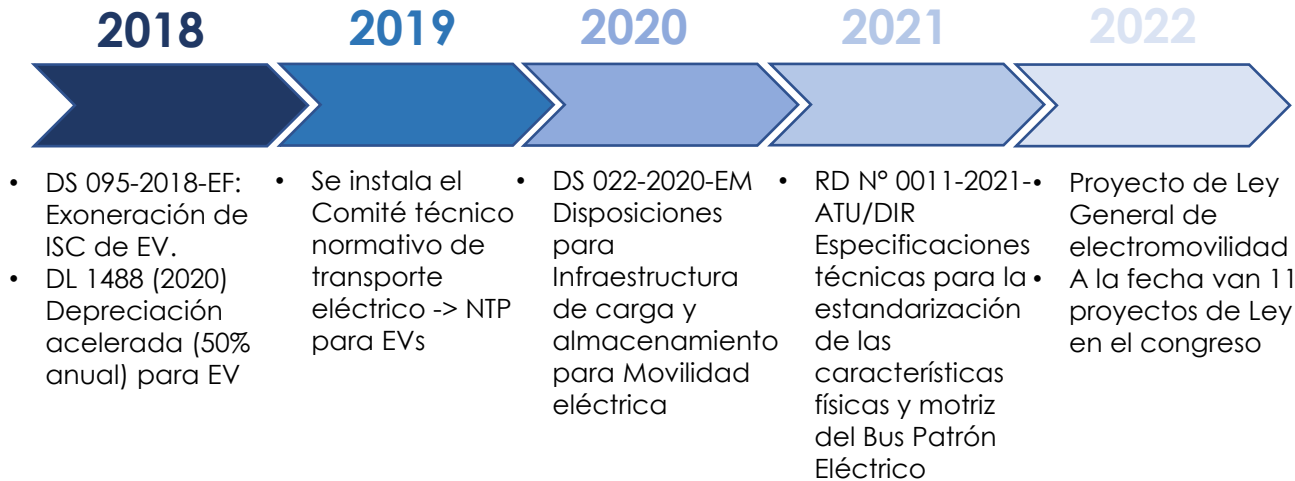 2018
2019
2020
2021
2022
• DS 095-2018-EF:
Exoneración de
ISC de EV.
• DL 1488 (2020)
Depreciación
acelerada (50%
anual) para EV
• Se instala el
Comité técnico
normativo de
transporte
eléctrico -> NTP
para EVs
• DS 022-2020-EM
Disposiciones
para
Infraestructura
de carga y
almacenamiento
para Movilidad
eléctrica
• RD N° 0011-2021-
ATU/DIR
Especificaciones
técnicas para la
estandarización
de las
características
físicas y motriz
del Bus Patrón
Eléctrico
• Proyecto de Ley
General de
electromovilidad
• A la fecha van 11
proyectos de Ley
en el congreso